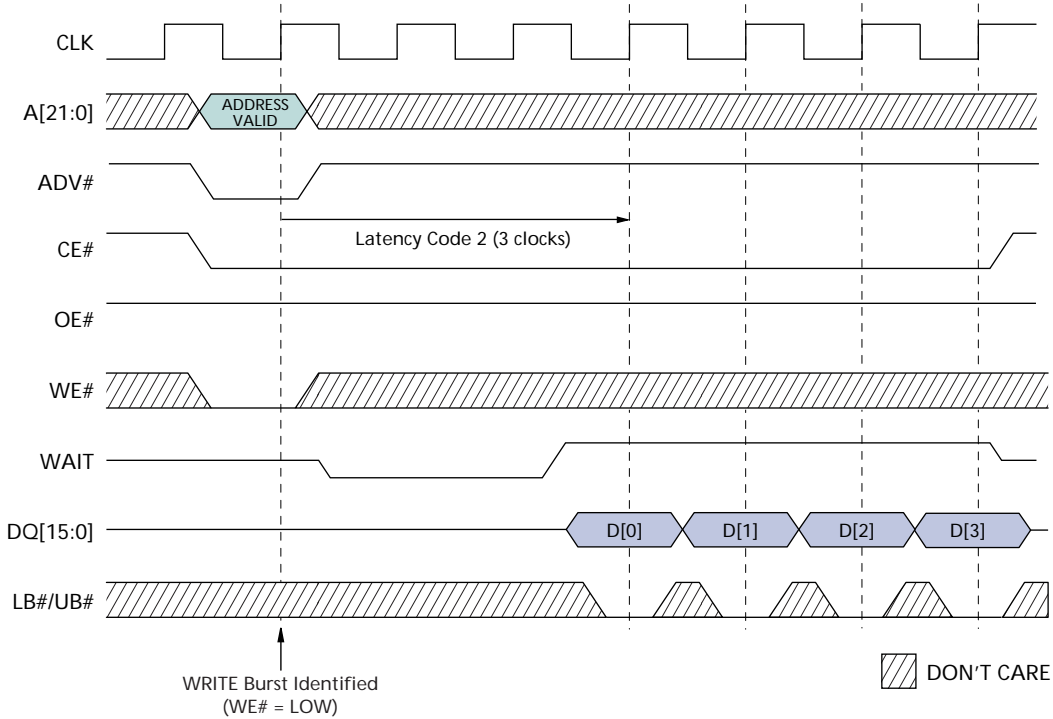 CLK
A[21:0]
ADDRESS
VALID
ADV#
Latency Code 2 (3 clocks)
CE#
OE#
WE#
WAIT
DQ[15:0] D[0] D[1] D[2] D[3]
LB#/UB#
WRITE Burst Identified
(WE# = LOW)
DON'T CARE